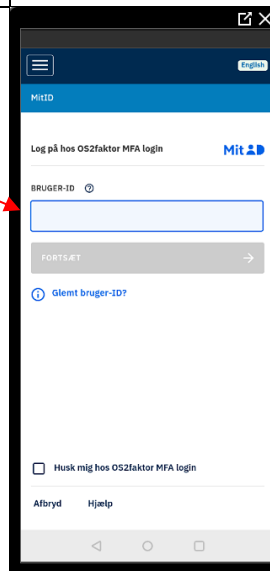 English
MitID
Log på hos OS2faktor MFA login
Mit
BRUGER-ID
FORTSÆT
Glemt bruger-ID?
Husk mig hos OS2faktor MFA login
Afbryd Hjælp